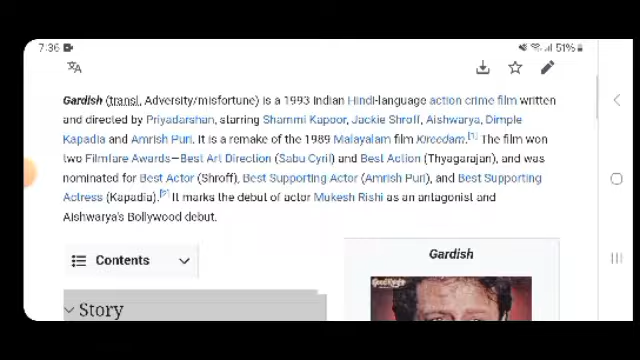 7:36 51%
Gardish (transl. Adversity/misfortune) is a 1993 Indian Hindi-language action crime film written
and directed by Priyadarshan, starring Shammi Kapoor, Jackie Shroff, Aishwarya, Dimple
Kapadia and Amrish Puri. It is a remake of the 1989 Malayalam film Kireedam.[1] The film won
two Filmfare Awards—Best Art Direction (Sabu Cyril) and Best Action (Thyagarajan), and was
nominated for Best Actor (Shroff), Best Supporting Actor (Amrish Puri), and Best Supporting
Actress (Kapadia).[2] It marks the debut of actor Mukesh Rishi as an antagonist and
Aishwarya's Bollywood debut.
Contents
Gardish
Story